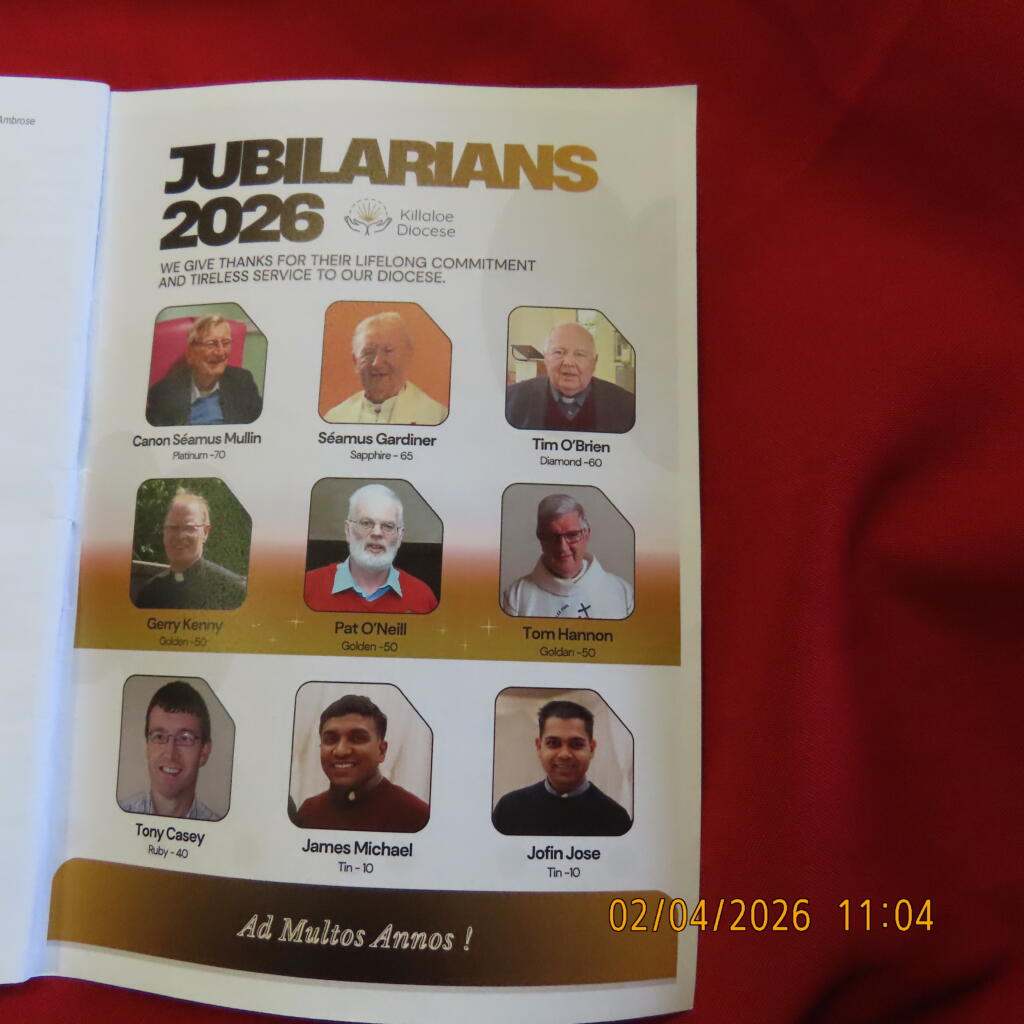 Ambrose
JUBILARIANS
2026
Killaloe
Diocese
WE GIVE THANKS FOR THEIR LIFELONG COMMITMENT
AND TIRELESS SERVICE TO OUR DIOCESE.
Canon Séamus Mullin
Platinum -70
Séamus Gardiner
Sapphire - 65
Tim O'Brien
Diamond -60
Gerry Kenny
Golden -50
Pat O'Neill
Golden -50
Tom Hannon
Goldan -50
Tony Casey
Ruby - 40
James Michael
Tin - 10
Jofin Jose
Tin -10
Ad Multos Annos !
02/04/2026 11:04